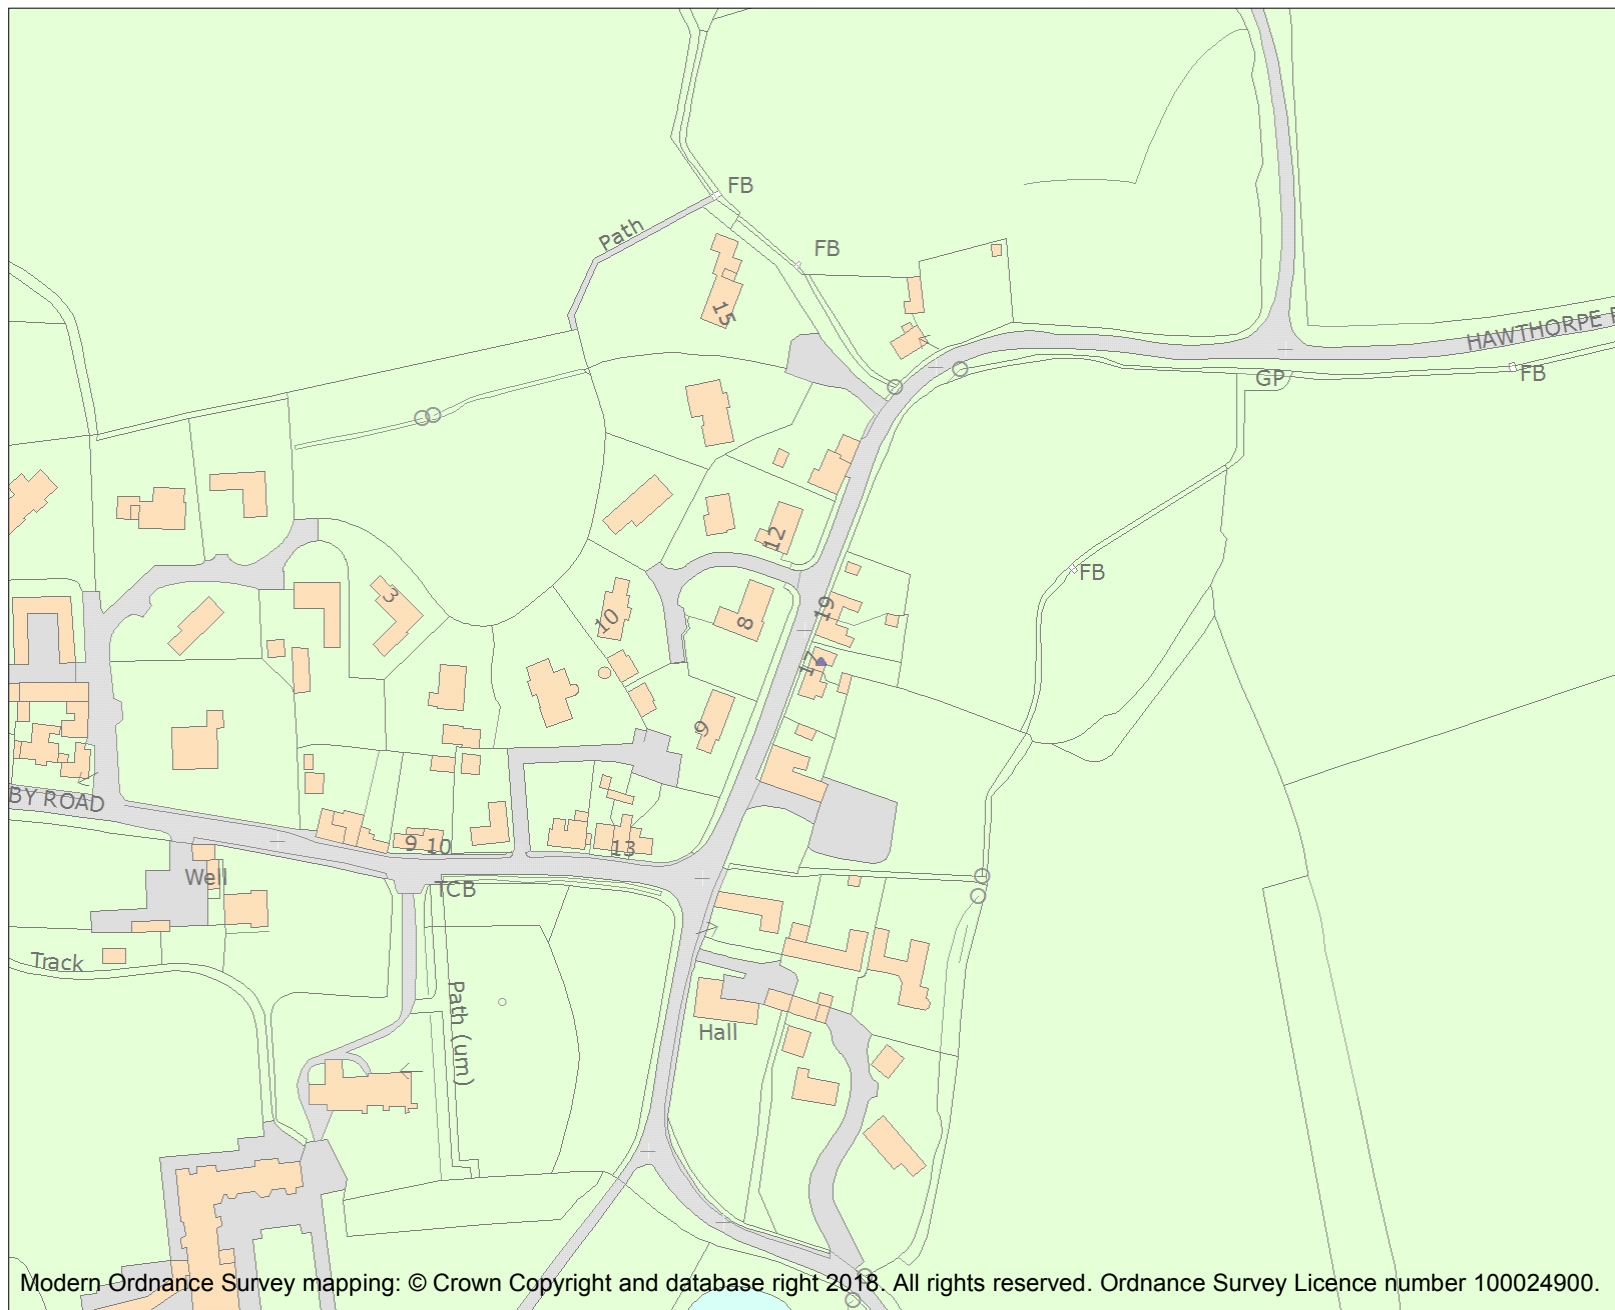 FB
Path
FB
15
HAWTHORPE R
GP
FB
12
FB
3
10
8
19
17
9
BY ROAD
9 10
13
Well
TCB
Track
Path (um)
Hall
Modern Ordnance Survey mapping: © Crown Copyright and database right 2018. All rights reserved. Ordnance Survey Licence number 100024900.